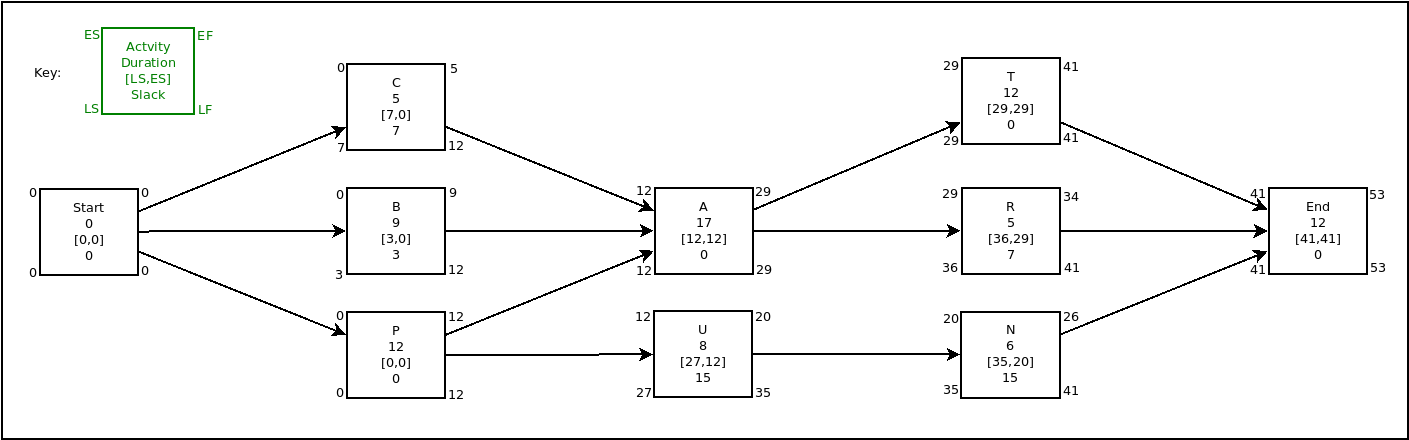 ES EF
Actvity
Duration
[LS,ES]
Slack
LS LF
Key:
0 5
C
5
[7,0]
7
7 12
29 41
T
12
[29,29]
0
29 41
0 0
Start
0
[0,0]
0
0 0
0 9
B
9
[3,0]
3
3 12
12 29
A
17
[12,12]
0
12 29
29 34
R
5
[36,29]
7
36 41
41 53
End
12
[41,41]
0
41 53
0 12
P
12
[0,0]
0
0 12
12 20
U
8
[27,12]
15
27 35
20 26
N
6
[35,20]
15
35 41